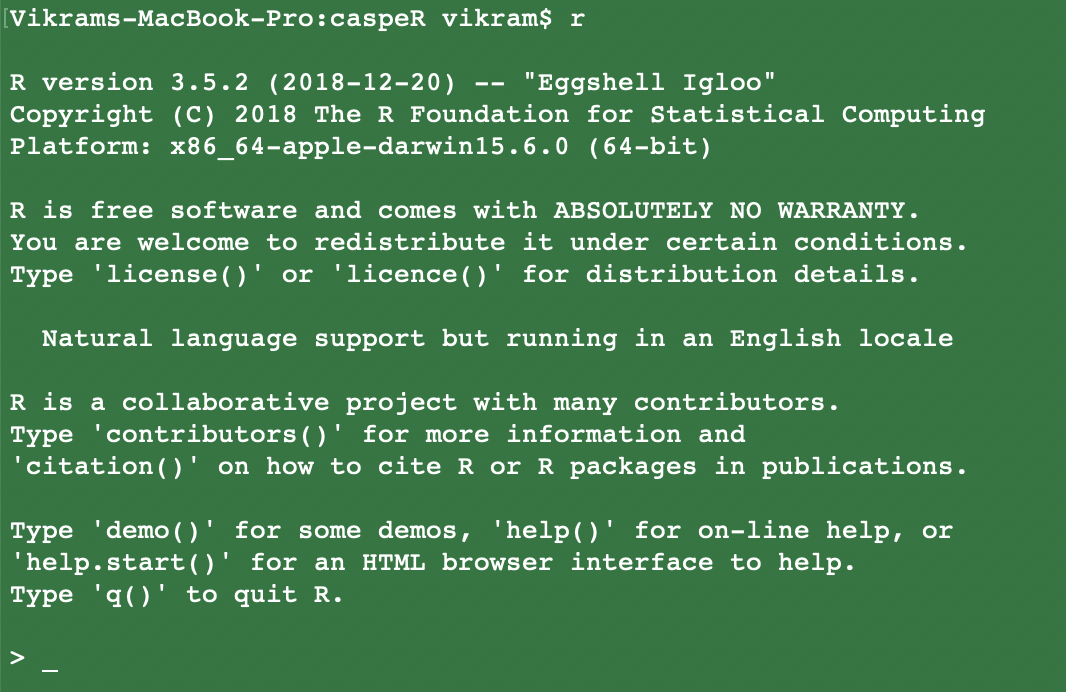 Vikrams-MacBook-Pro:caspeR vikram$ r
R version 3.5.2 (2018-12-20) -- "Eggshell Igloo"
Copyright (C) 2018 The R Foundation for Statistical Computing
Platform: x86_64-apple-darwin15.6.0 (64-bit)
R is free software and comes with ABSOLUTELY NO WARRANTY.
You are welcome to redistribute it under certain conditions.
Type 'license()' or 'licence()' for distribution details.
  Natural language support but running in an English locale
R is a collaborative project with many contributors.
Type 'contributors()' for more information and
'citation()' on how to cite R or R packages in publications.
Type 'demo()' for some demos, 'help()' for on-line help, or
'help.start()' for an HTML browser interface to help.
Type 'q()' to quit R.
> _